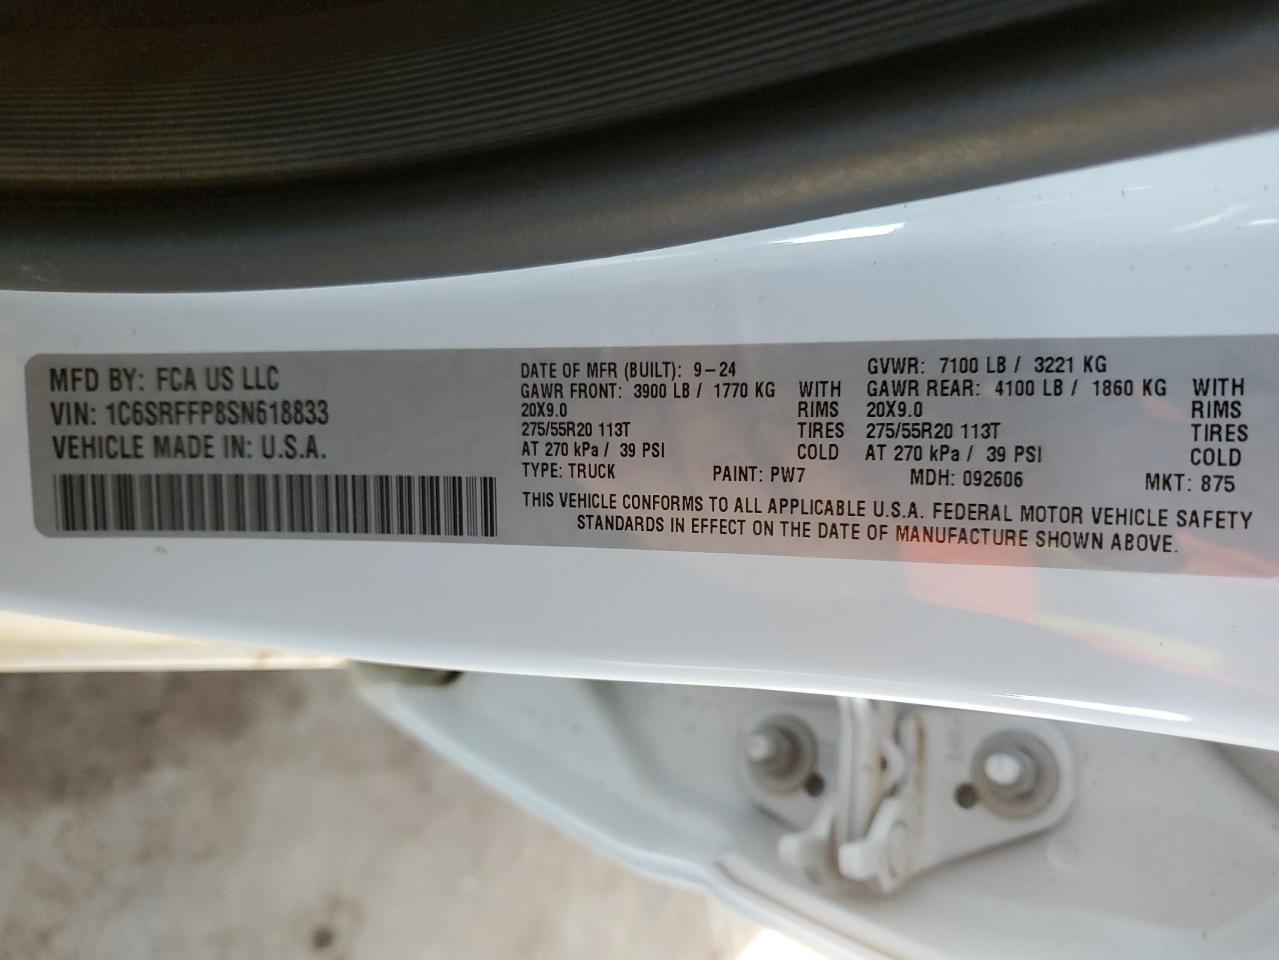 MFD BY: FCA US LLC
VIN: 1C6SRFFP8SN618833
VEHICLE MADE IN: U.S.A.
DATE OF MFR (BUILT): 9-24
GAWR FRONT: 3900 LB / 1770 KG WITH
20X9.0 RIMS
275/55R20 113T TIRES
AT 270 kPa / 39 PSI COLD
GVWR: 7100 LB / 3221 KG
GAWR REAR: 4100 LB / 1860 KG WITH
20X9.0 RIMS
275/55R20 113T TIRES
AT 270 kPa / 39 PSI COLD
TYPE: TRUCK PAINT: PW7 MDH: 092606 MKT: 875
THIS VEHICLE CONFORMS TO ALL APPLICABLE U.S.A. FEDERAL MOTOR VEHICLE SAFETY
STANDARDS IN EFFECT ON THE DATE OF MANUFACTURE SHOWN ABOVE.